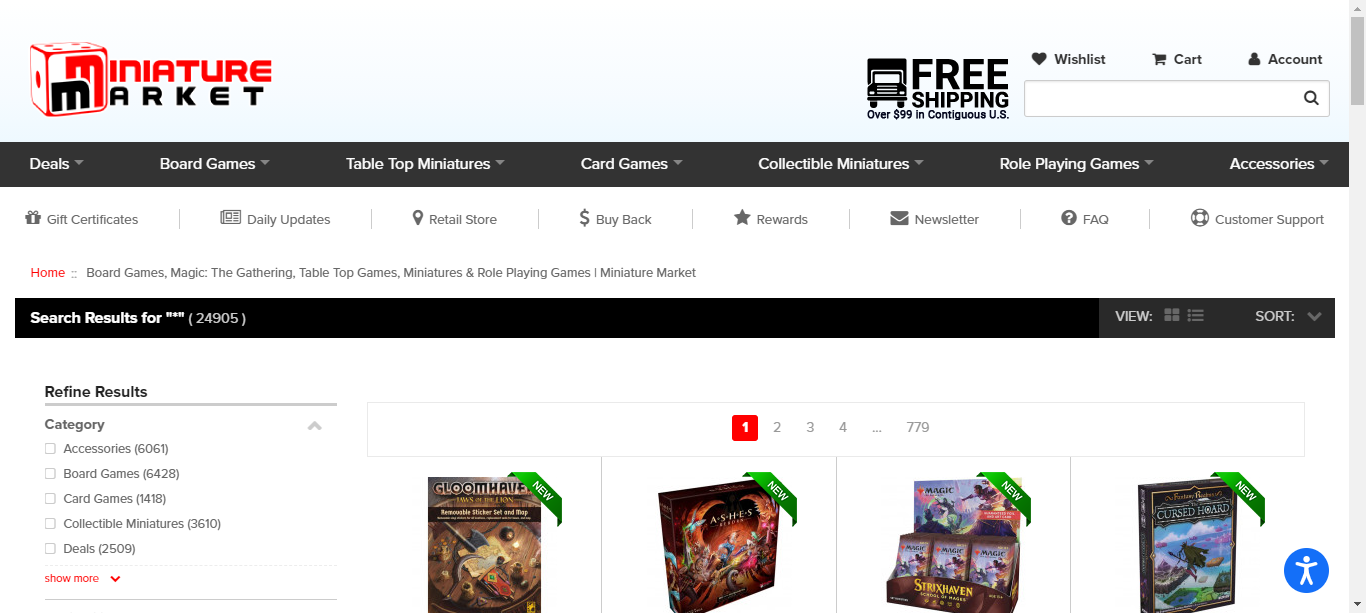 MINIATURE
MARKET
FREE
SHIPPING
Over $99 in Contiguous U.S.
Wishlist
Cart
Account
Deals
Board Games
Table Top Miniatures
Card Games
Collectible Miniatures
Role Playing Games
Accessories
Gift Certificates
Daily Updates
Retail Store
Buy Back
Rewards
Newsletter
FAQ
Customer Support
Home :: Board Games, Magic: The Gathering, Table Top Games, Miniatures & Role Playing Games | Miniature Market
Search Results for "*" ( 24905 )
VIEW:
SORT:
Refine Results
Category
Accessories (6061)
Board Games (6428)
Card Games (1418)
Collectible Miniatures (3610)
Deals (2509)
show more
1 2 3 4 ... 779
NEW
GLOOMHAVEN
JAWS OF THE LION
Removable Sticker Set and Map
NEW
ASHES
REBORN
NEW
MAGIC
MAGIC
MAGIC
MAGIC
STRIXHAVEN
SCHOOL OF MAGES
NEW
CURSED HOARD